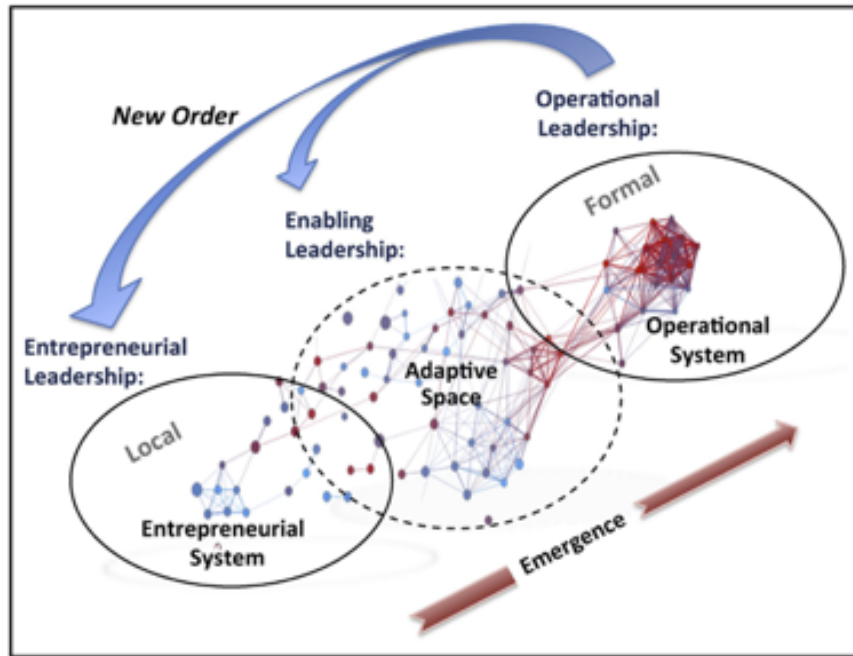 New Order
Operational
Leadership:
Enabling
Leadership:
Formal
Operational
System
Entrepreneurial
Leadership:
Adaptive
Space
Local
Entrepreneurial
System
Emergence